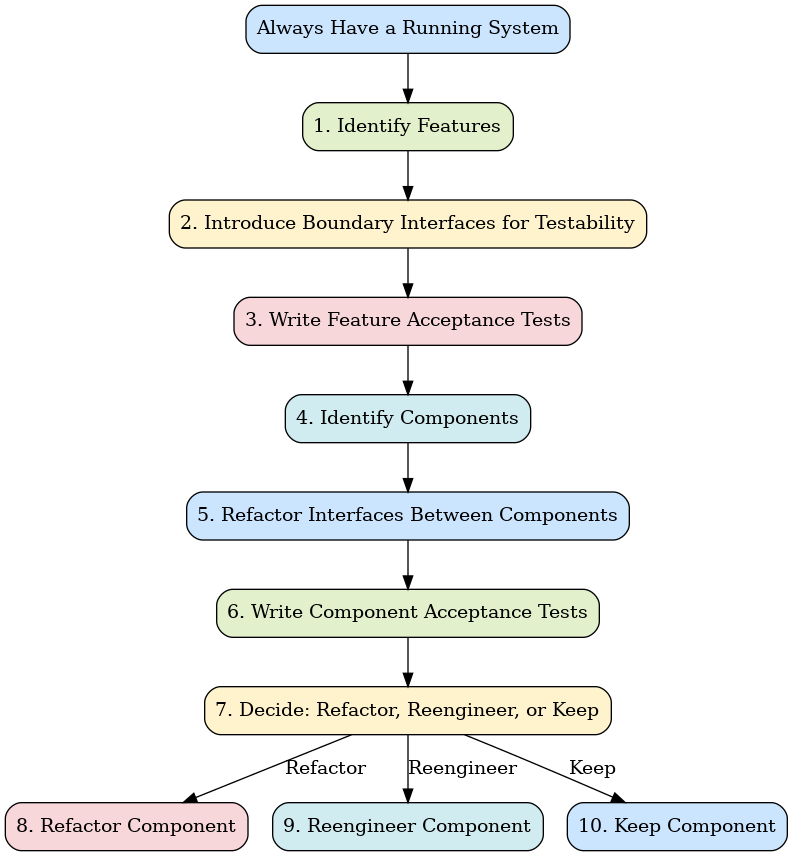 Always Have a Running System
1. Identify Features
2. Introduce Boundary Interfaces for Testability
3. Write Feature Acceptance Tests
4. Identify Components
5. Refactor Interfaces Between Components
6. Write Component Acceptance Tests
7. Decide: Refactor, Reengineer, or Keep
Refactor
Reengineer
Keep
8. Refactor Component
9. Reengineer Component
10. Keep Component